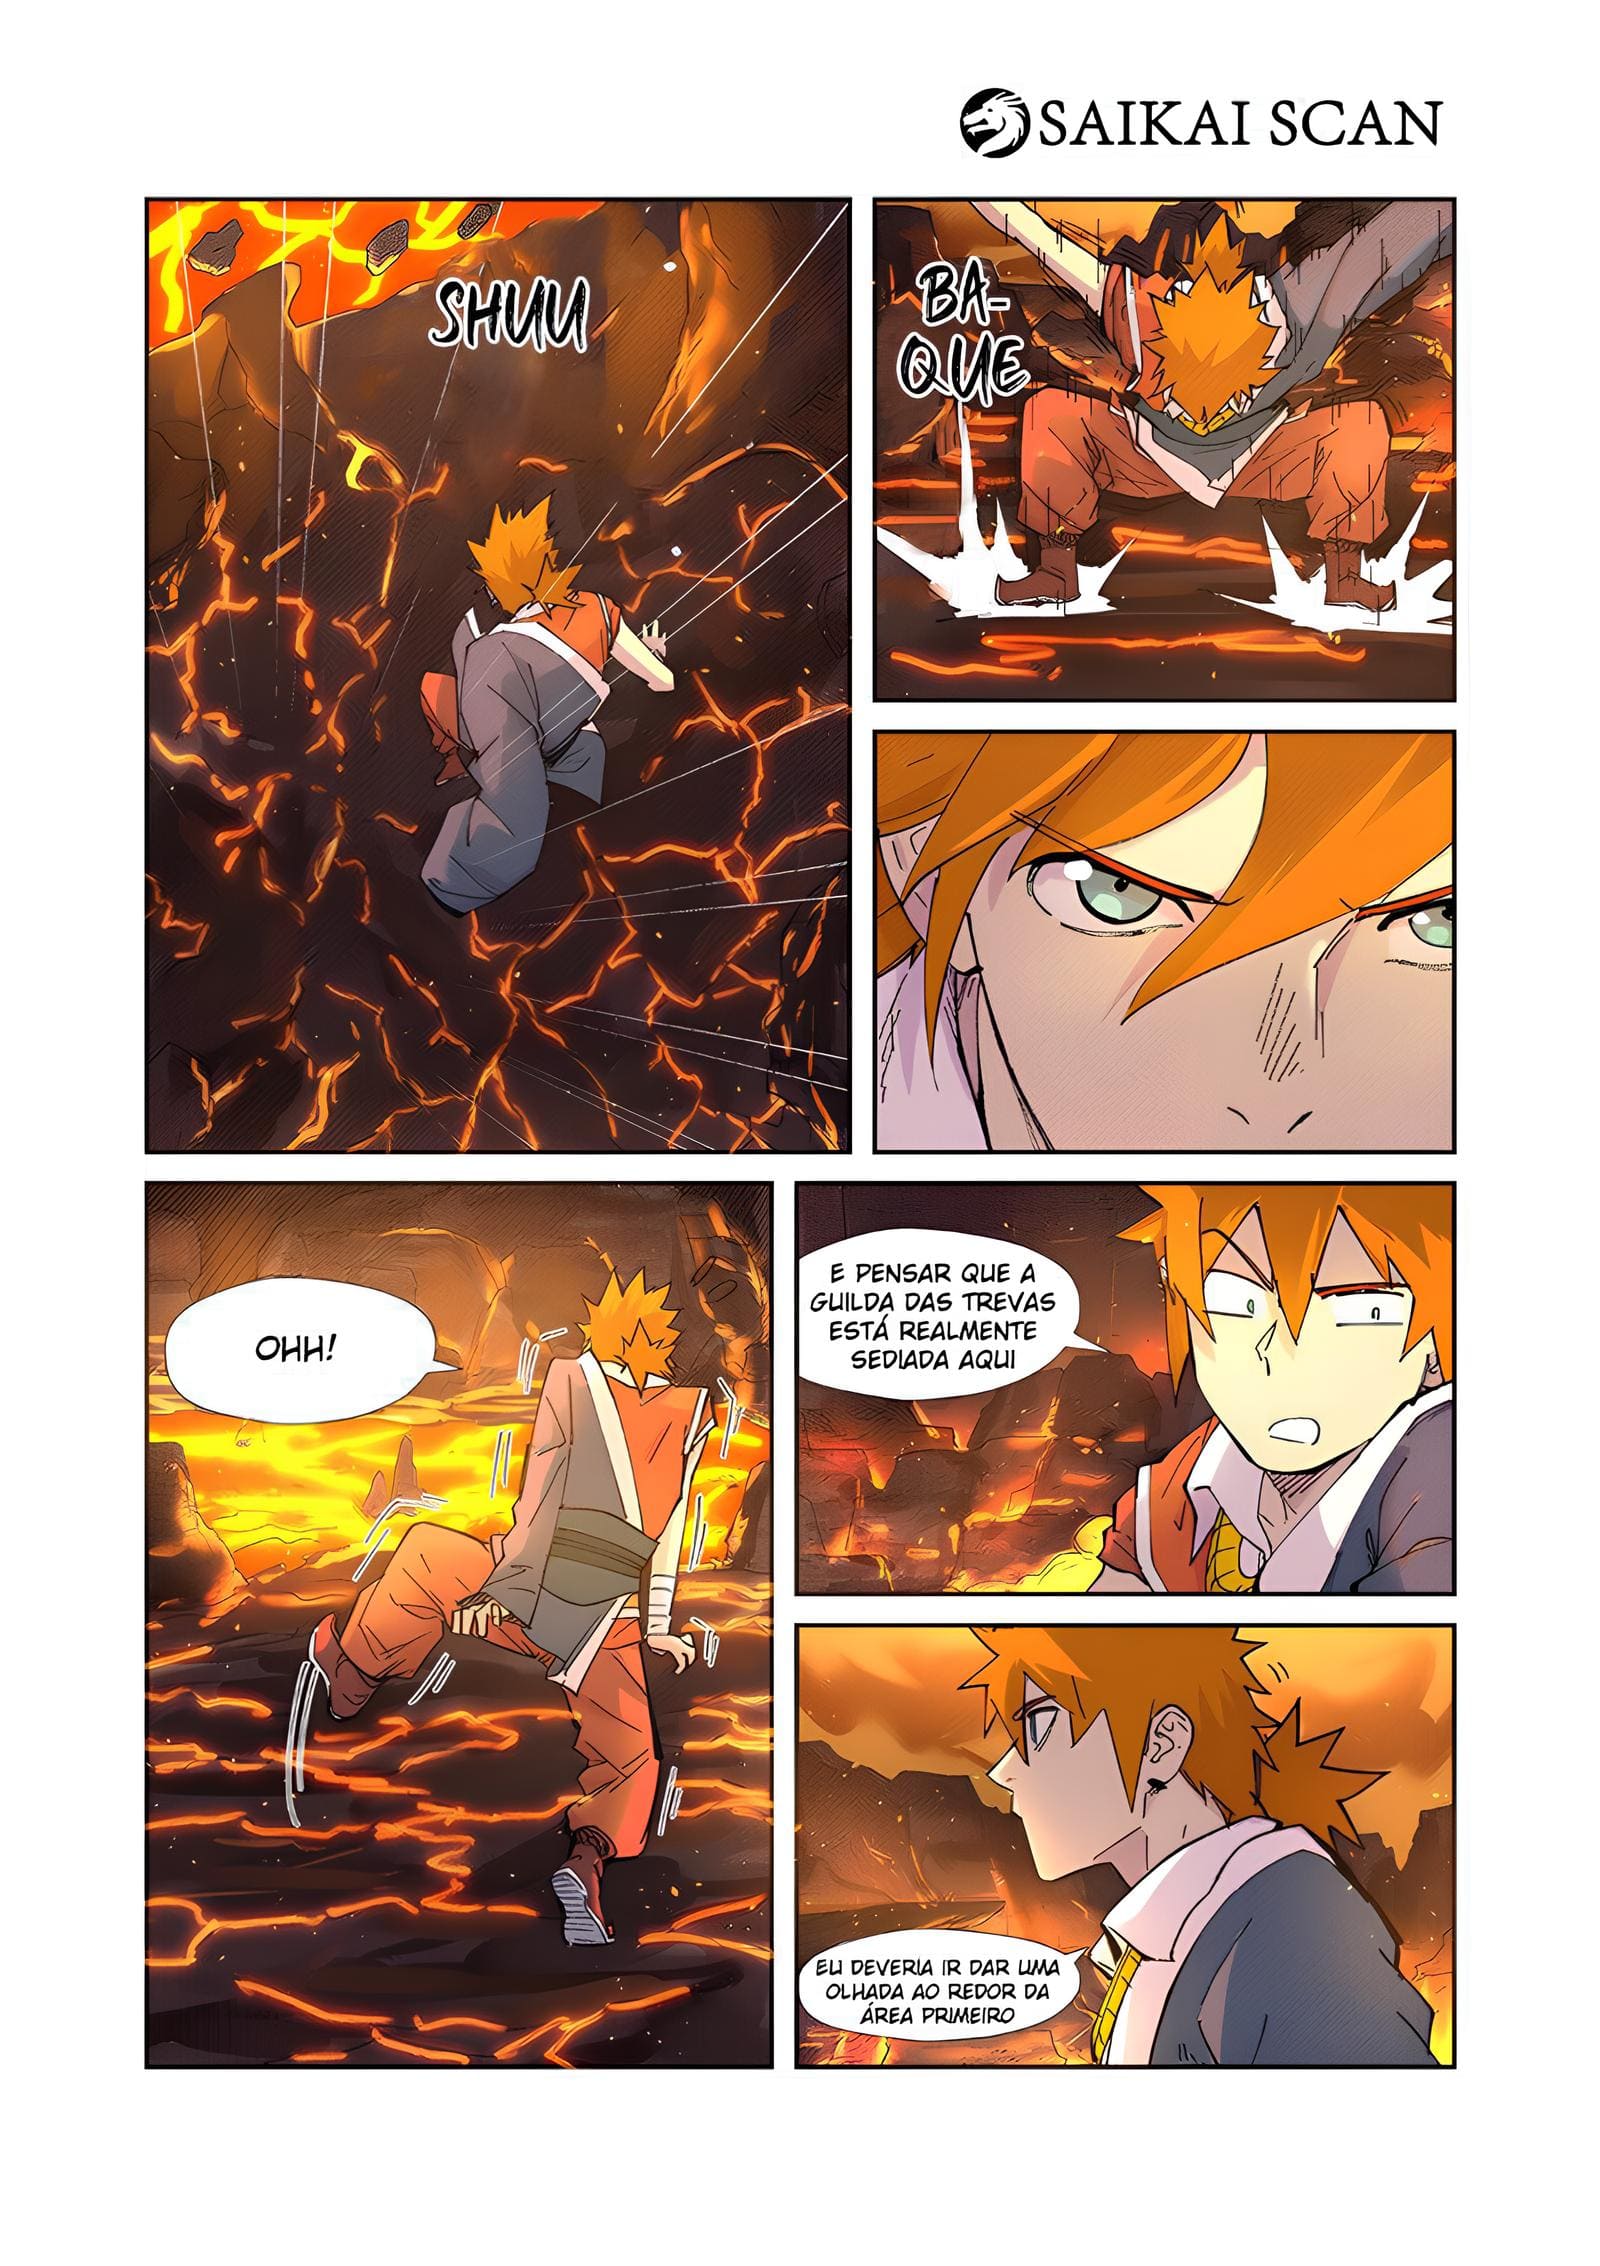 SAIKAI SCAN
SHUU
BA-
QUE
OHH!
E PENSAR QUE A
GUILDA DAS TREVAS
ESTÁ REALMENTE
SEDIADA AQUI
EU DEVERIA IR DAR UMA
OLHADA AO REDOR DA
ÁREA PRIMEIRO